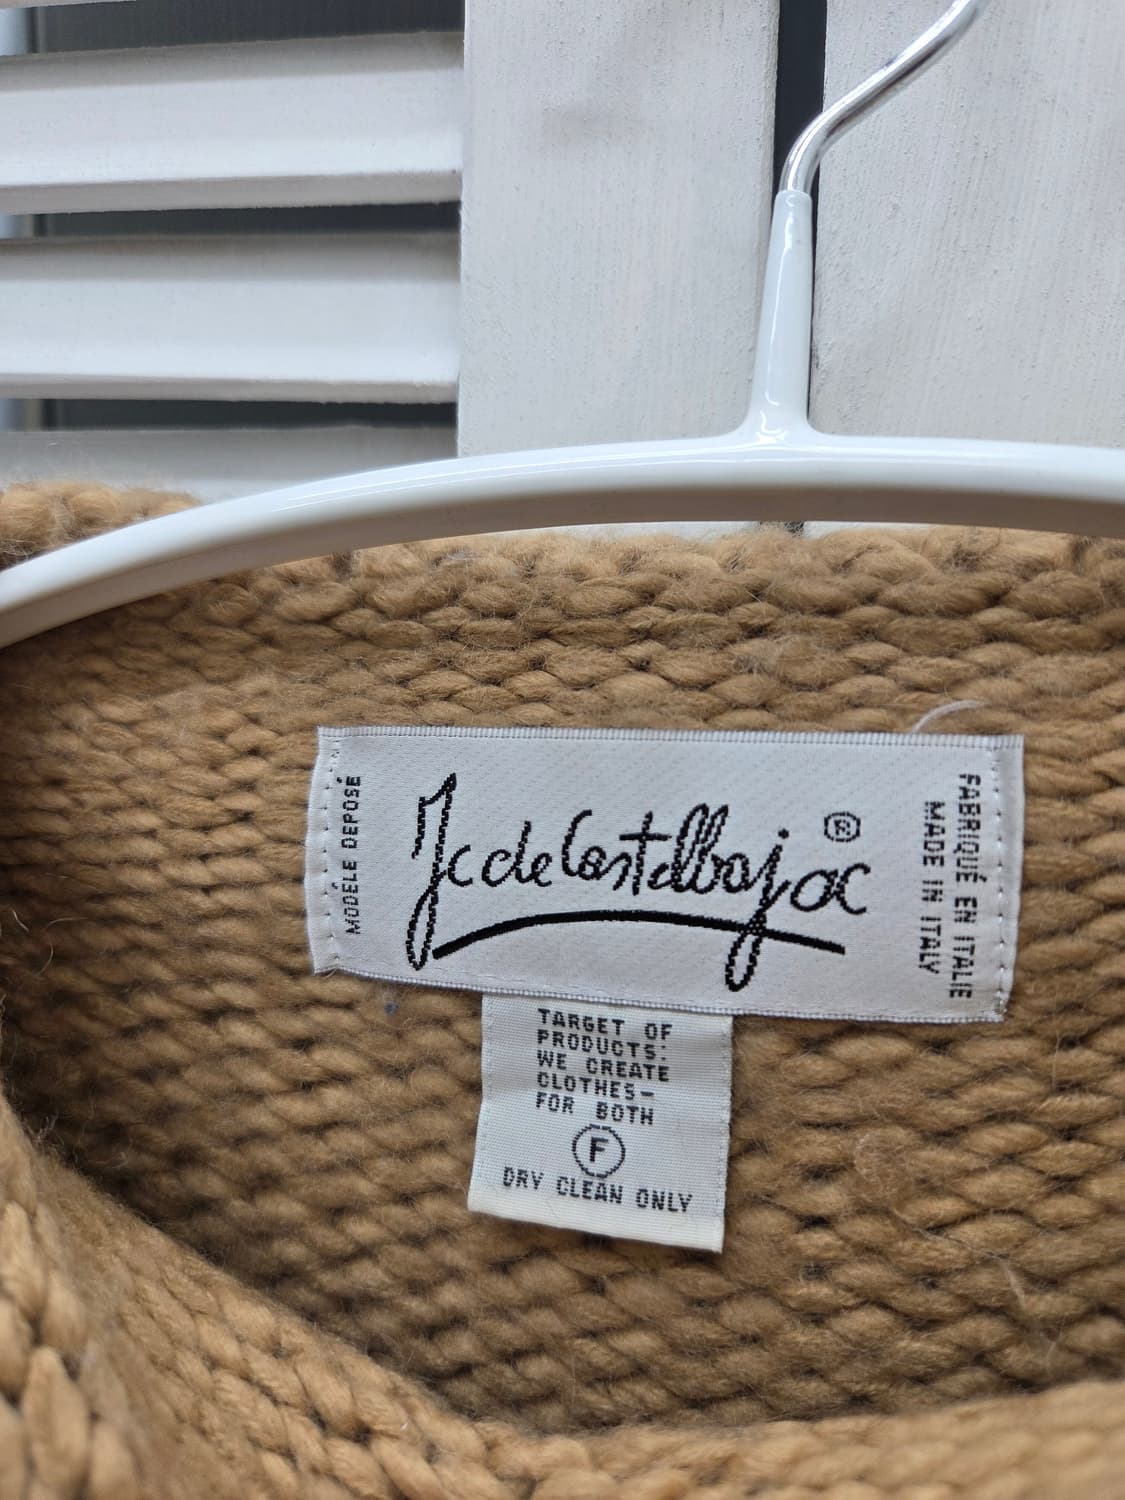 MODÉLE DEPOSÉ
Jc de Castelbajac ®
FABRIQUÉ EN ITALIE
MADE IN ITALY
TARGET OF
PRODUCTS:
WE CREATE
CLOTHES-
FOR BOTH
F
DRY CLEAN ONLY